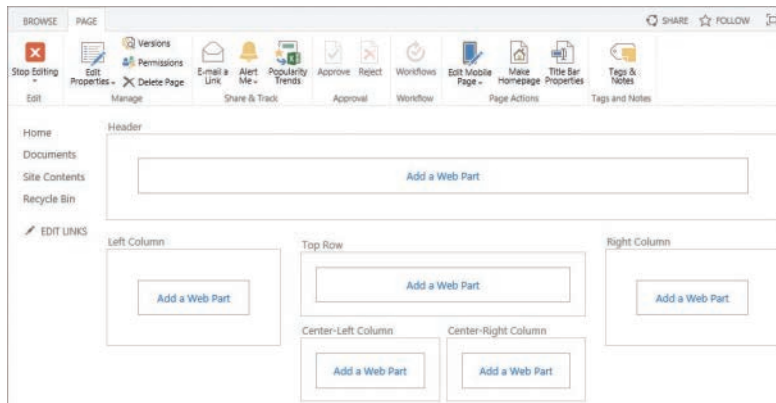 BROWSE PAGE
SHARE FOLLOW
Stop Editing
Edit Properties
Versions
Permissions
Delete Page
E-mail a Link
Alert Me
Popularity Trends
Approve
Reject
Workflows
Edit Mobile Page
Make Homepage
Title Bar Properties
Tags & Notes
Edit
Manage
Share & Track
Approval
Workflow
Page Actions
Tags and Notes
Home
Documents
Site Contents
Recycle Bin
EDIT LINKS
Header
Add a Web Part
Left Column
Add a Web Part
Top Row
Add a Web Part
Right Column
Add a Web Part
Center-Left Column
Add a Web Part
Center-Right Column
Add a Web Part